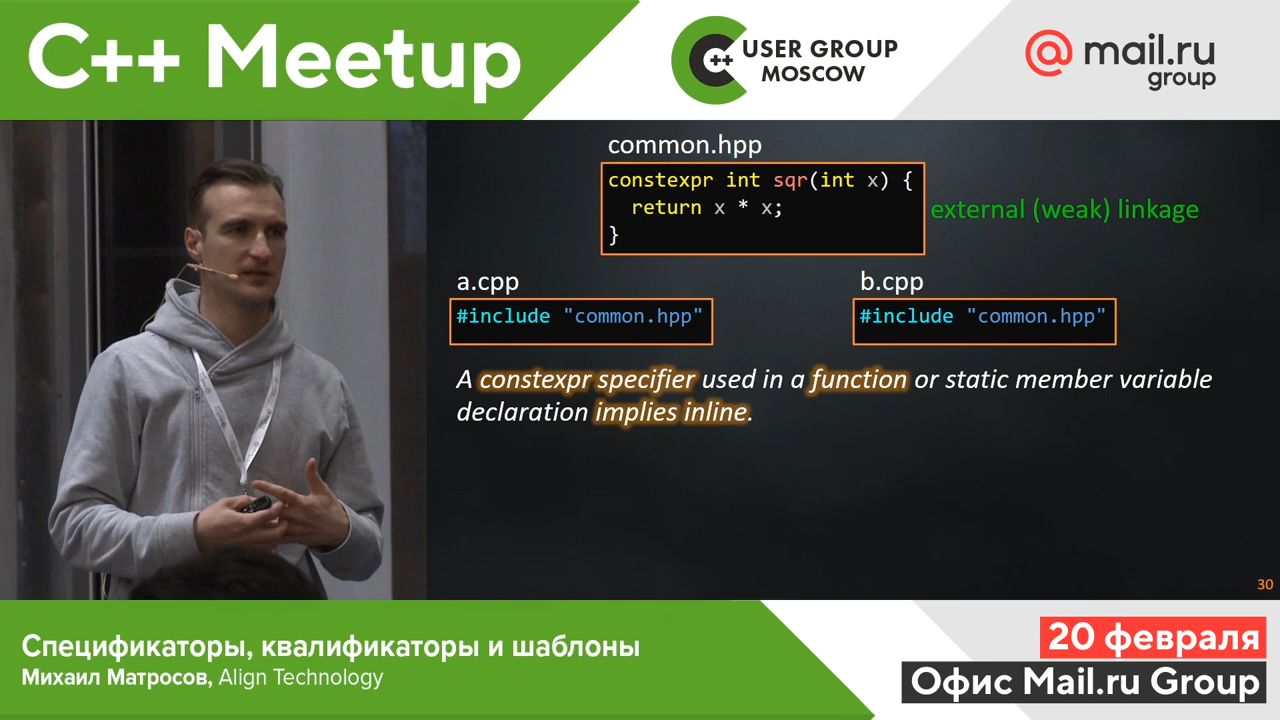 C++ Meetup
C++ USER GROUP
MOSCOW
@mail.ru
group
common.hpp
constexpr int sqr(int x) {
  return x * x;
}
external (weak) linkage
a.cpp
#include "common.hpp"
b.cpp
#include "common.hpp"
A constexpr specifier used in a function or static member variable
declaration implies inline.
30
Спецификаторы, квалификаторы и шаблоны
Михаил Матросов, Align Technology
20 февраля
Офис Mail.ru Group